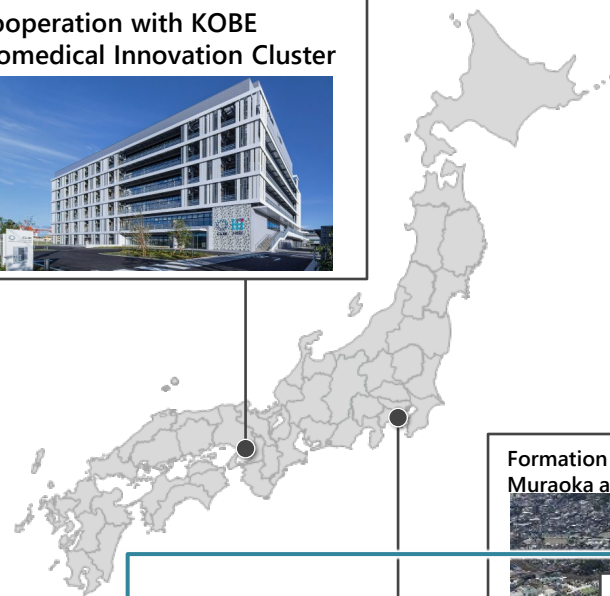 ooperation with KOBE
omedical Innovation Cluster
Formation
Muraoka a